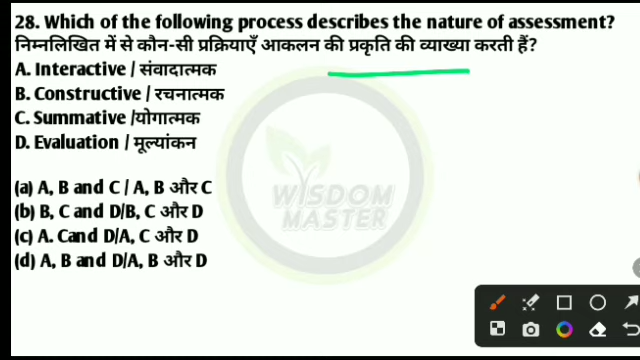 28. Which of the following process describes the nature of assessment?
निम्नलिखित में से कौन-सी प्रक्रियाएँ आकलन की प्रकृति की व्याख्या करती हैं?
A. Interactive / संवादात्मक
B. Constructive / रचनात्मक
C. Summative /योगात्मक
D. Evaluation / मूल्यांकन
(a) A, B and C / A, B और C
(b) B, C and D/B, C और D
(c) A. Cand D/A, C और D
(d) A, B and D/A, B और D
WISDOM
MASTER